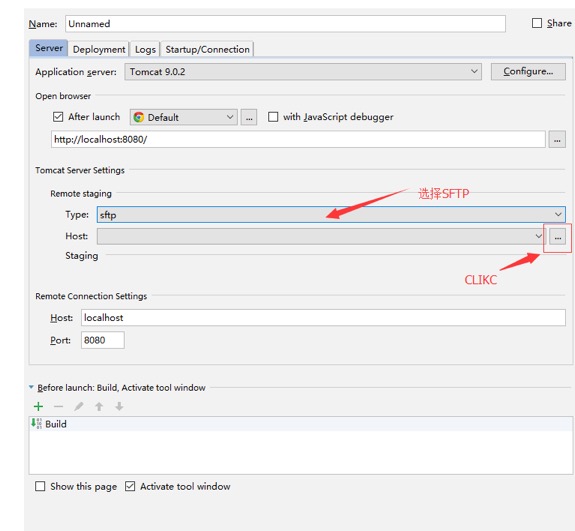 Name: Unnamed Share
Server Deployment Logs Startup/Connection
Application server: Tomcat 9.0.2 Configure...
Open browser
After launch Default ... with JavaScript debugger
http://localhost:8080/ ...
Tomcat Server Settings
Remote staging
选择SFTP
Type: sftp
Host: ...
Staging
CLIKC
Remote Connection Settings
Host: localhost
Port: 8080
Before launch: Build, Activate tool window
Build
Show this page Activate tool window